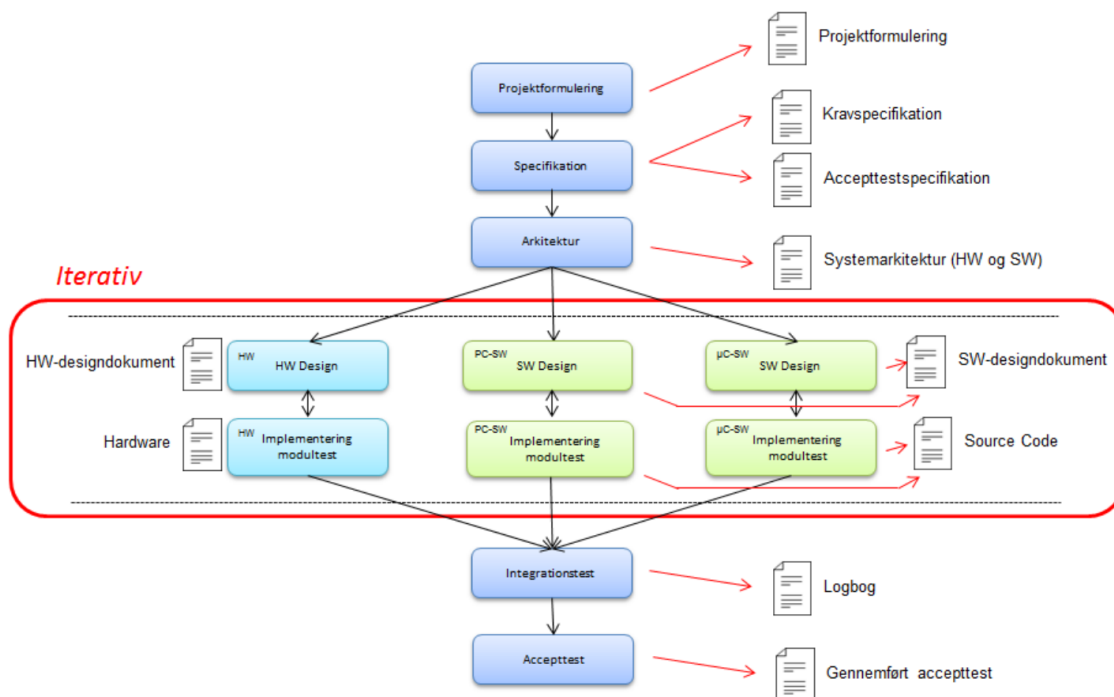 Projektformulering
Projektformulering
Kravspecifikation
Specifikation
Accepttestspecifikation
Arkitektur
Systemarkitektur (HW og SW)
Iterativ
HW-designdokument
HW
HW Design
PC-SW
SW Design
µC-SW
SW Design
SW-designdokument
Hardware
HW
Implementering
modultest
PC-SW
Implementering
modultest
µC-SW
Implementering
modultest
Source Code
Integrationstest
Logbog
Accepttest
Gennemført accepttest